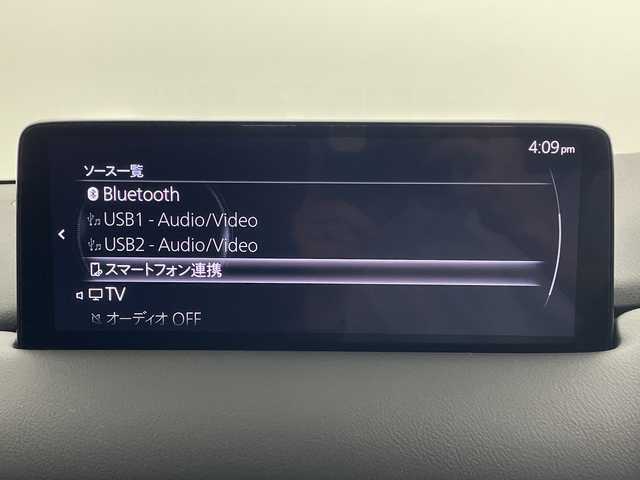 4:09pm
ソース一覧
Bluetooth
USB1 - Audio/Video
USB2 - Audio/Video
スマートフォン連携
TV
オーディオ OFF